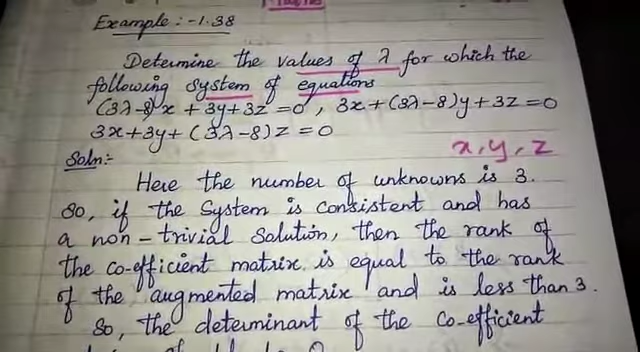 Example :- 1.38
Determine the values of λ for which the
following system of equations
(3λ-8)x + 3y+3z = 0, 3x+(3λ-8)y+3z=0
3x+3y+(3λ-8)z=0
x, y, z
Soln:-
Here the number of unknowns is 3.
So, if the system is consistent and has
a non-trivial solution, then the rank of
the co-efficient matrix is equal to the rank
of the augmented matrix and is less than 3.
So, the determinant of the co-efficient